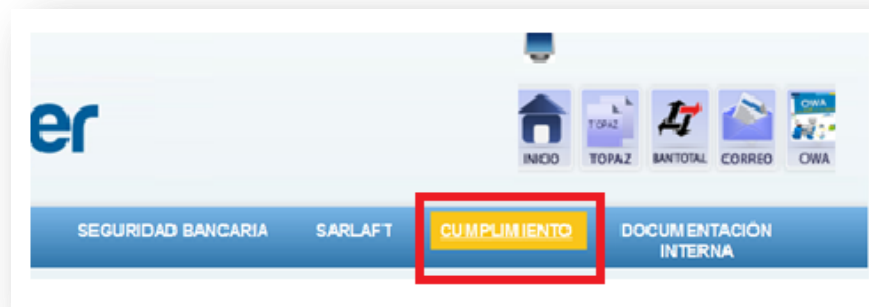 er
OWA
TOPAZ
INICIO TOPAZ BANTOTAL CORREO OWA
SEGURIDAD BANCARIA SARLAFT CUMPLIMIENTO DOCUMENTACIÓN
INTERNA